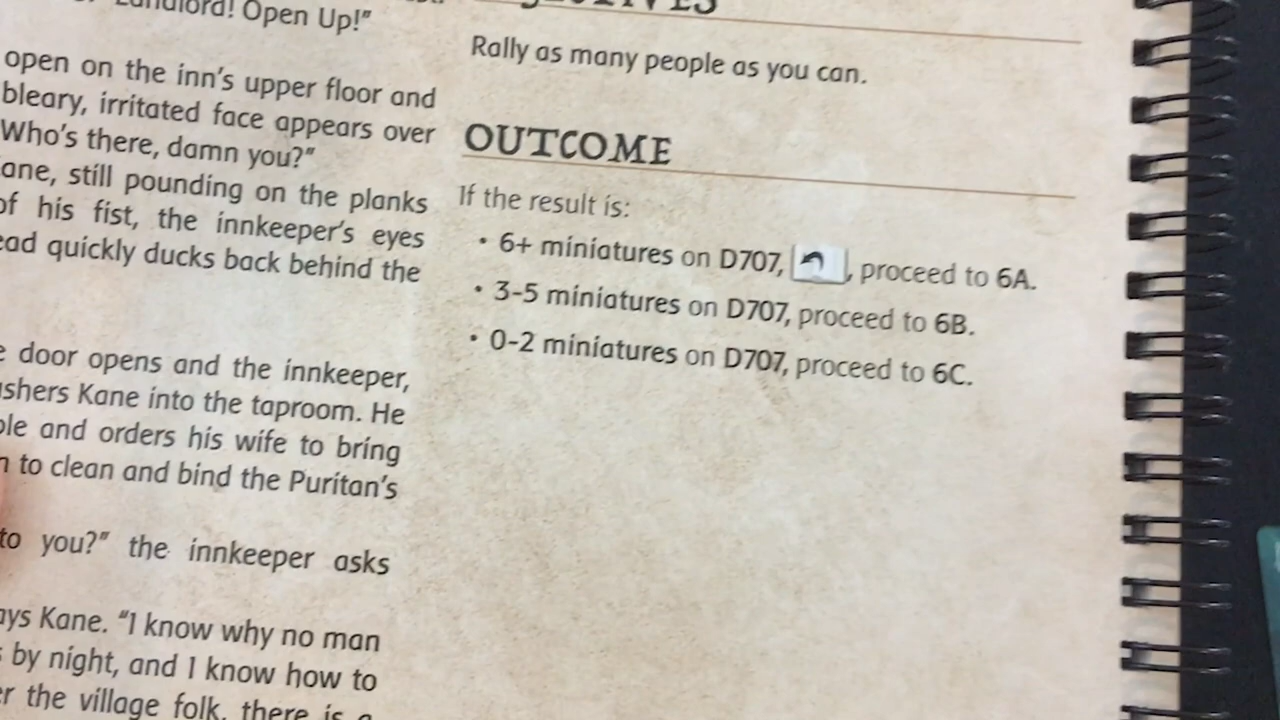 Landlord! Open Up!”
open on the inn’s upper floor and
bleary, irritated face appears over
Who’s there, damn you?”
still pounding on the planks
of his fist, the innkeeper’s eyes
quickly ducks back behind the
door opens and the innkeeper,
ushers Kane into the taproom. He
and orders his wife to bring
to clean and bind the Puritan’s
to you?” the innkeeper asks
Kane. “I know why no man
by night, and I know how to
the village folk, there is a
Rally as many people as you can.
OUTCOME
If the result is:
• 6+ miniatures on D707, , proceed to 6A.
• 3-5 miniatures on D707, proceed to 6B.
• 0-2 miniatures on D707, proceed to 6C.